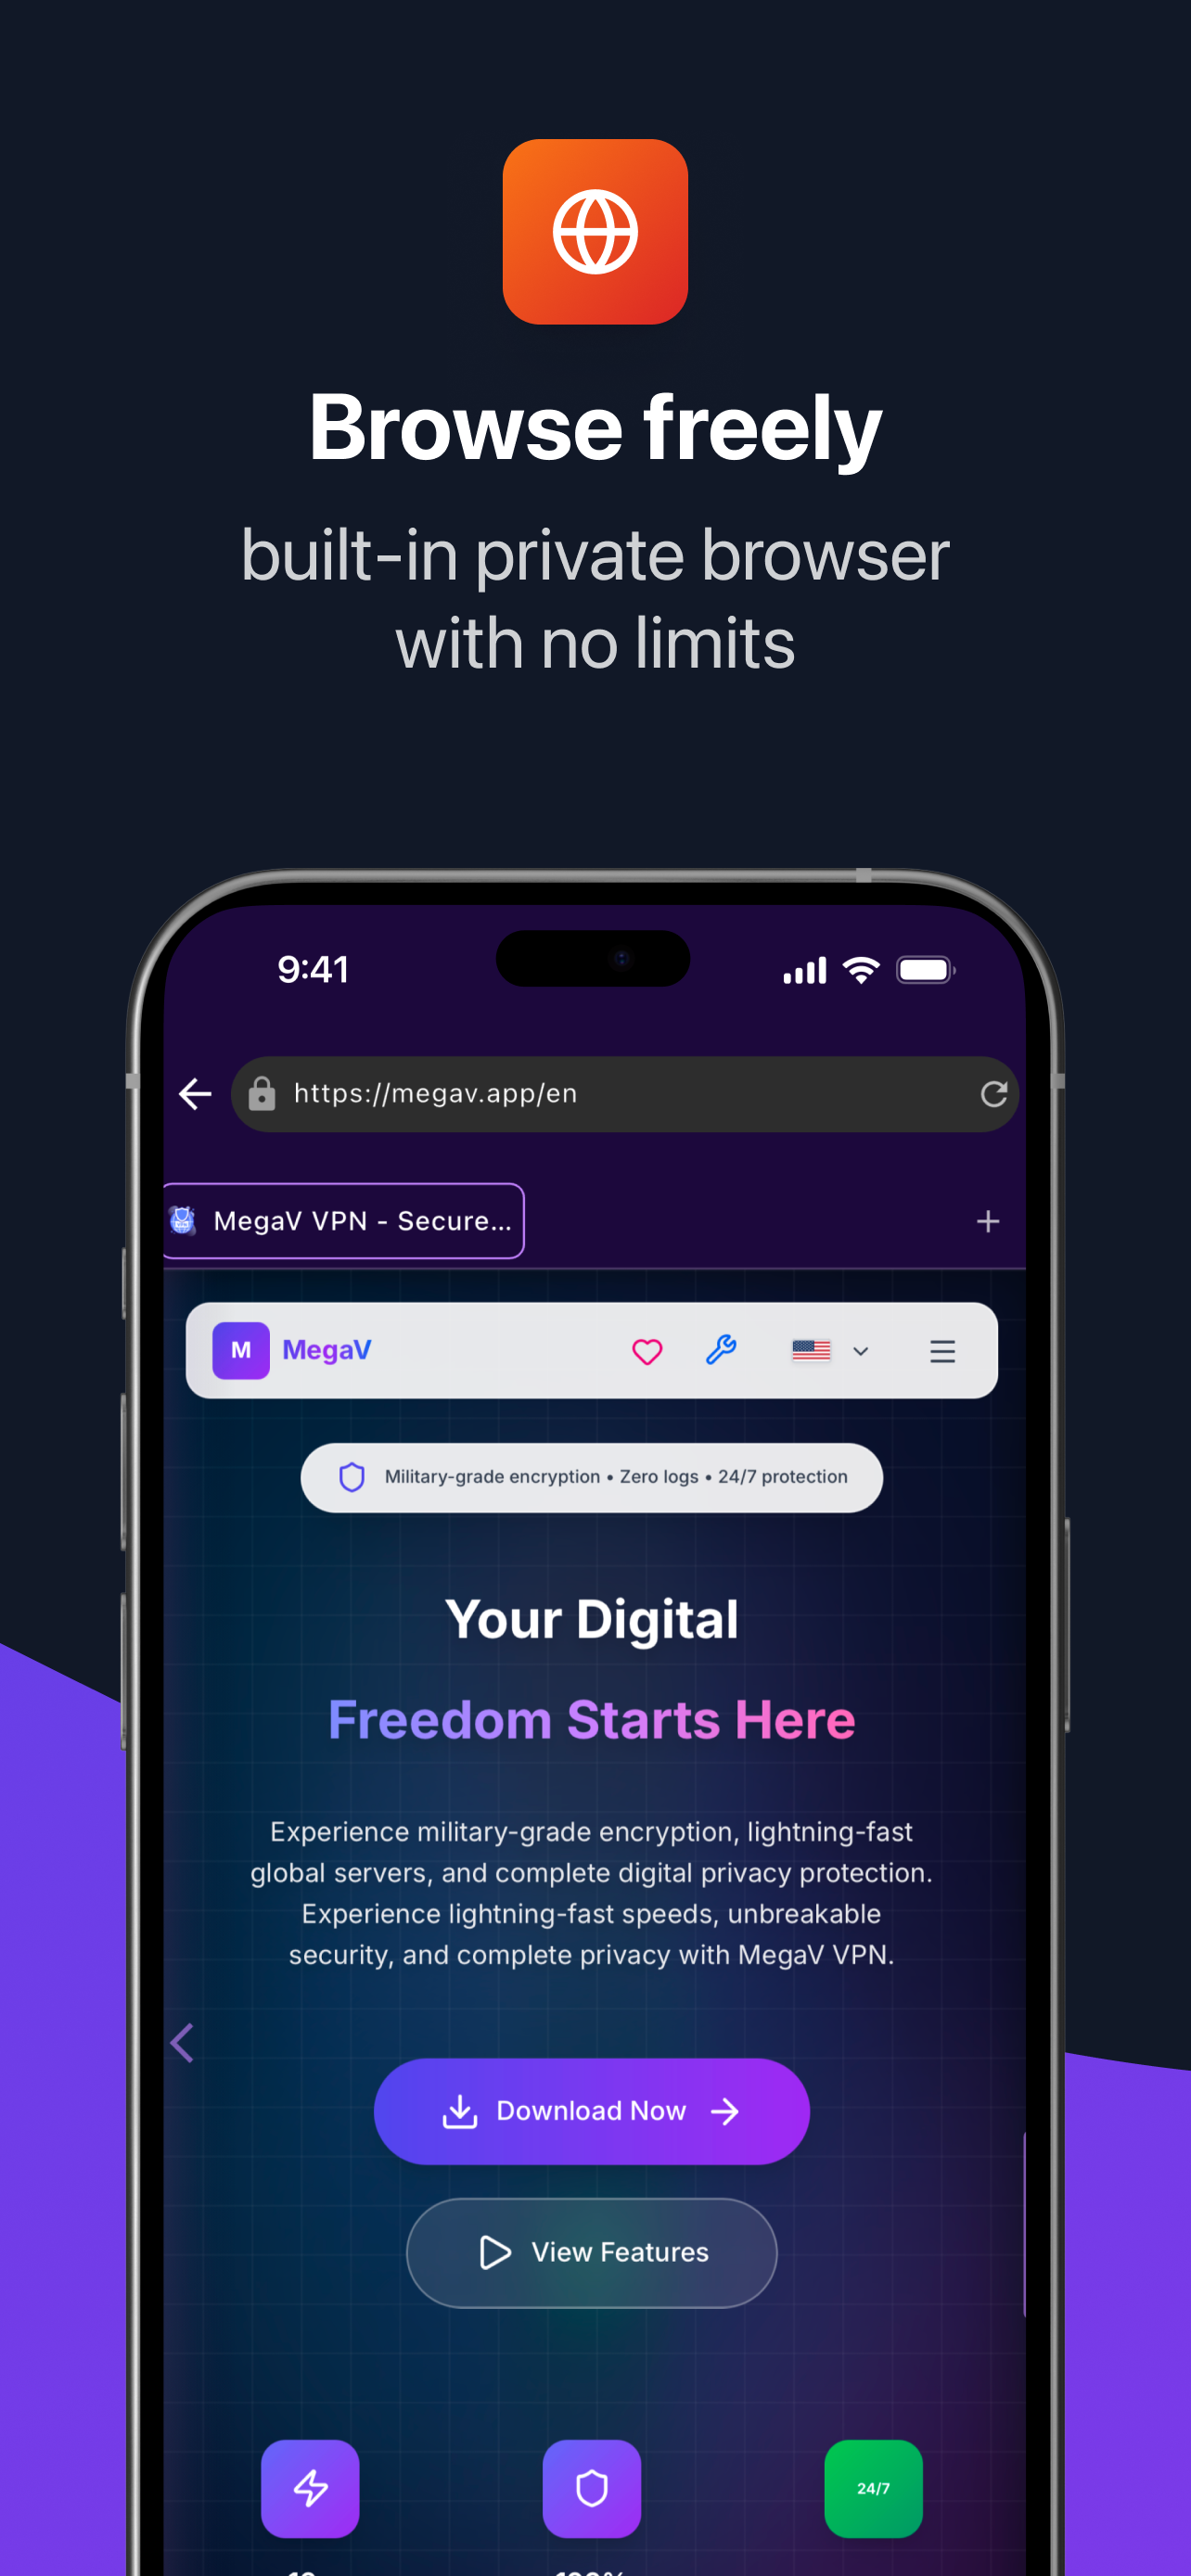 Browse freely
built-in private browser
with no limits
9:41
https://megav.app/en
MegaV VPN - Secure...
M MegaV
Military-grade encryption • Zero logs • 24/7 protection
Your Digital
Freedom Starts Here
Experience military-grade encryption, lightning-fast
global servers, and complete digital privacy protection.
Experience lightning-fast speeds, unbreakable
security, and complete privacy with MegaV VPN.
Download Now
View Features
24/7